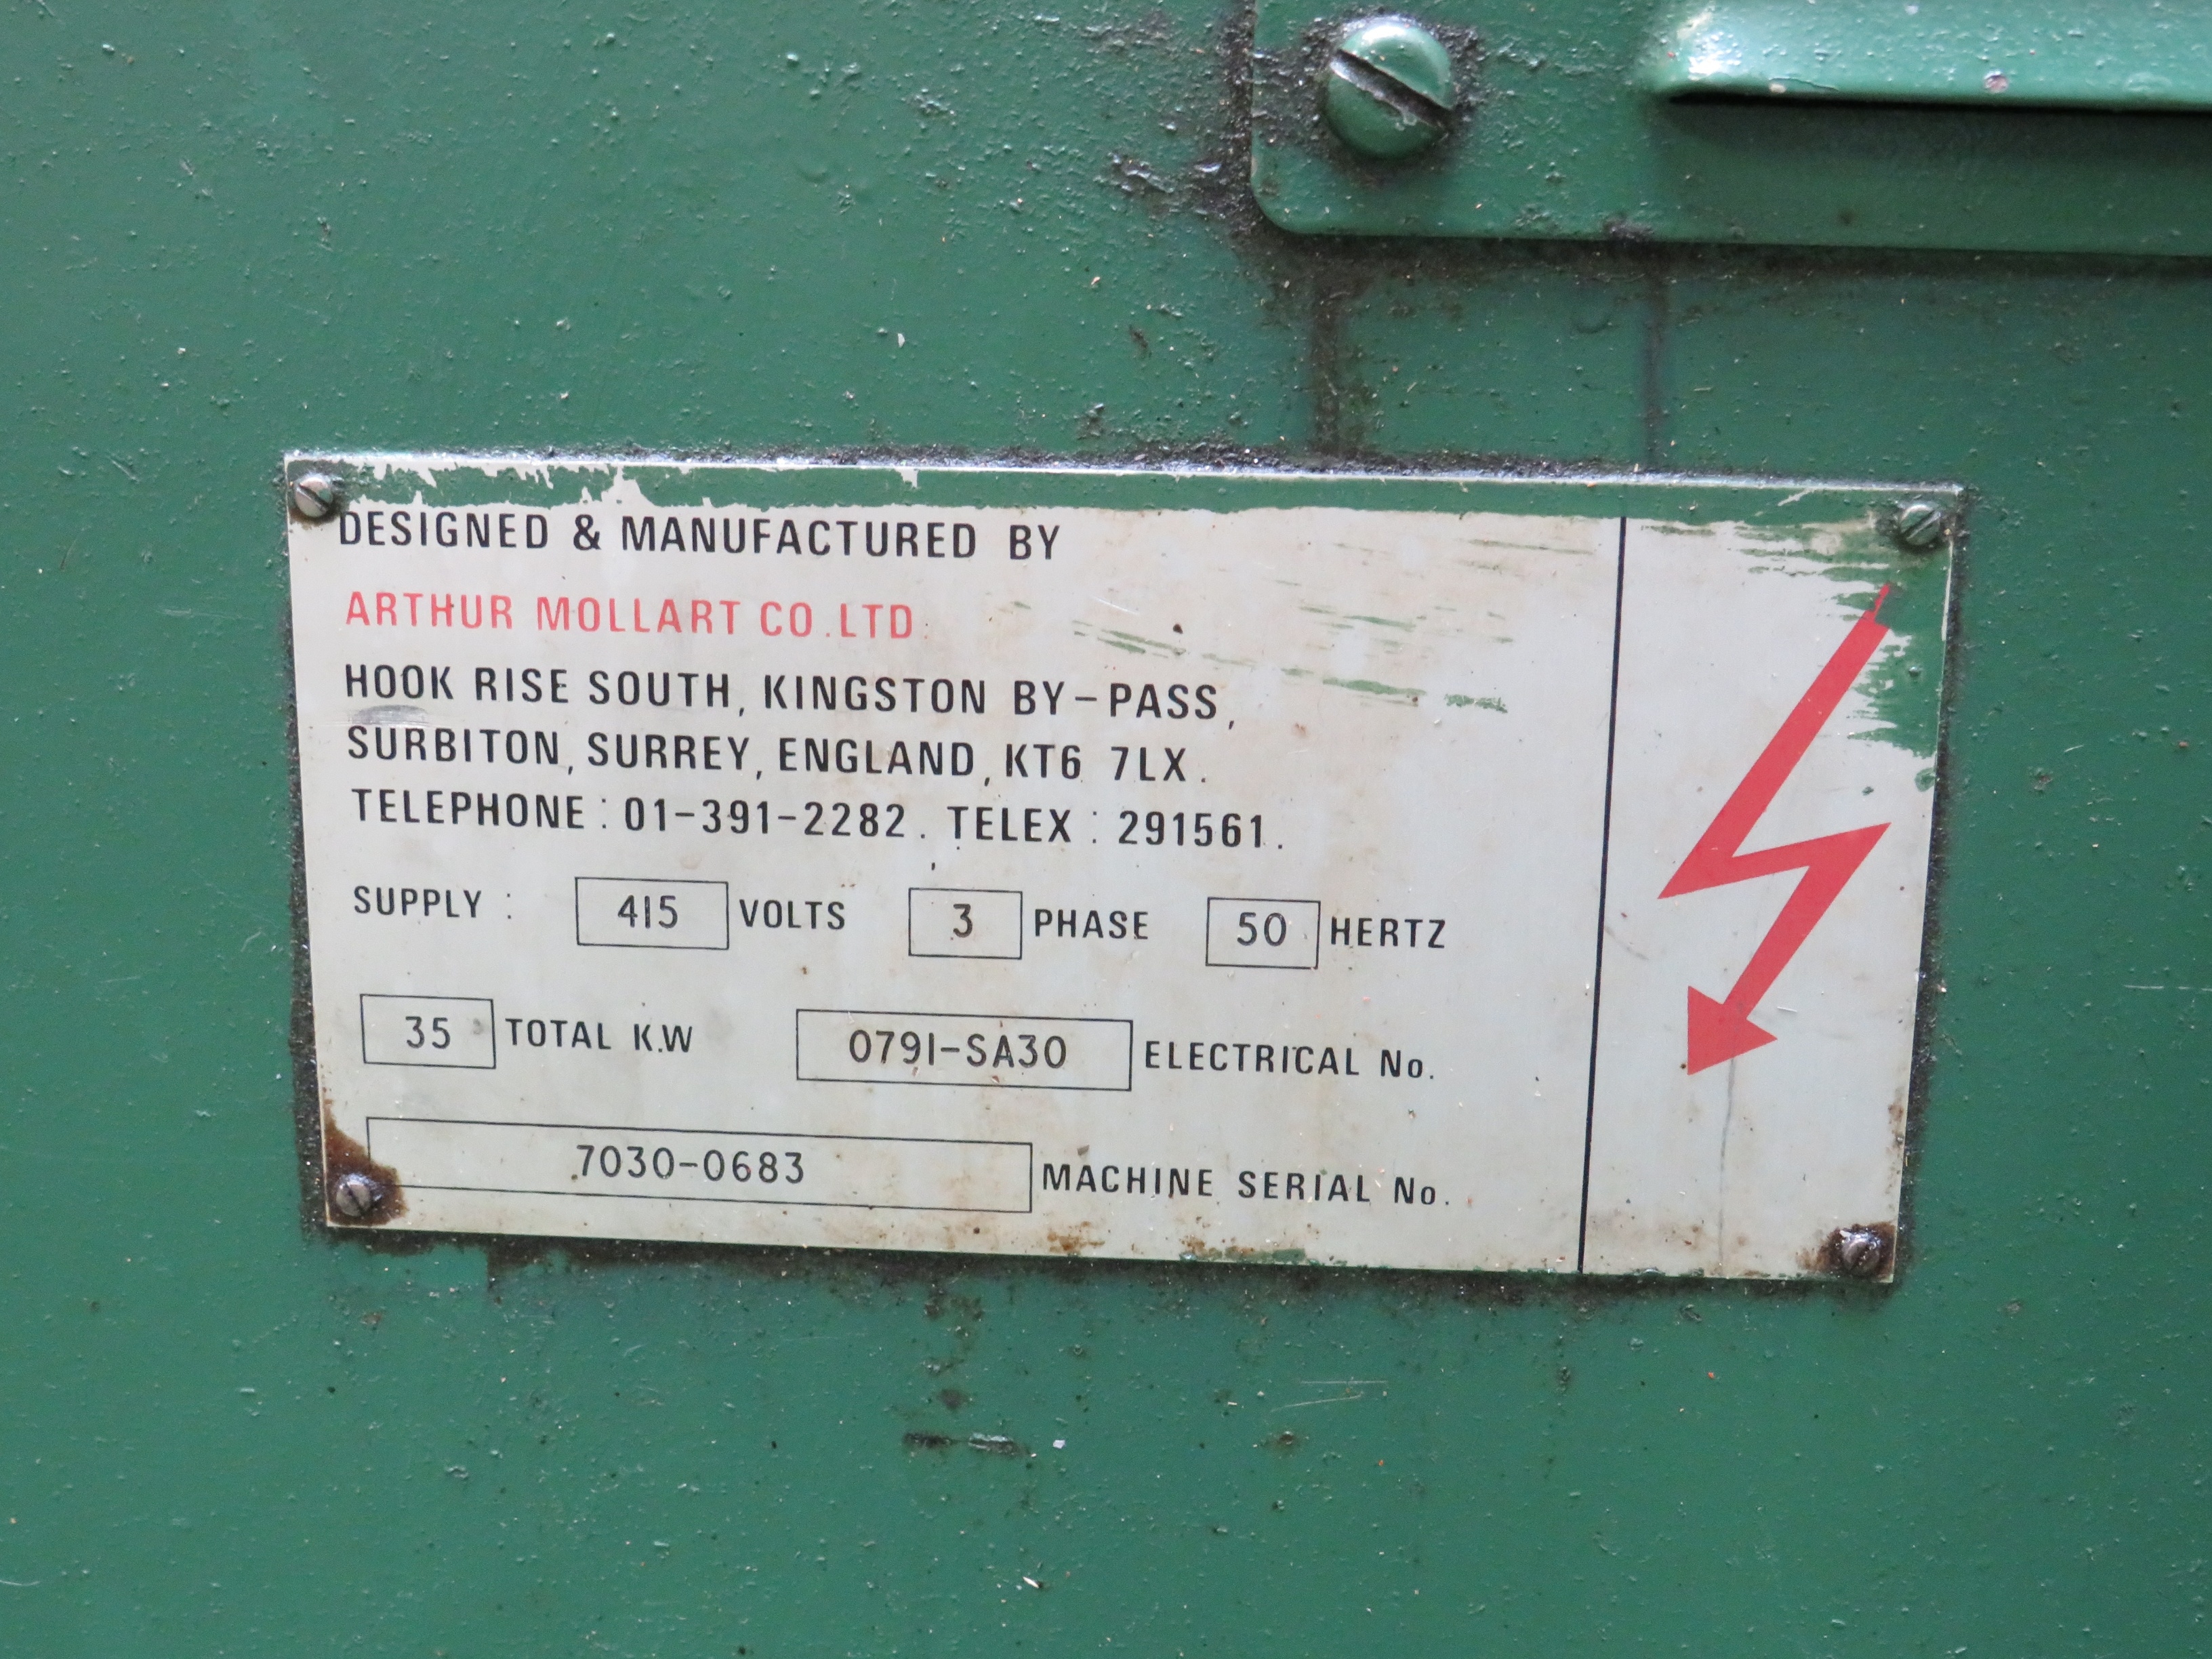 DESIGNED & MANUFACTURED BY
ARTHUR MOLLART CO.LTD.
HOOK RISE SOUTH, KINGSTON BY-PASS,
SURBITON, SURREY, ENGLAND, KT6 7LX.
TELEPHONE: 01-391-2282. TELEX: 291561.
SUPPLY: 415 VOLTS 3 PHASE 50 HERTZ
35 TOTAL K.W 0791-SA30 ELECTRICAL No.
7030-0683 MACHINE SERIAL No.